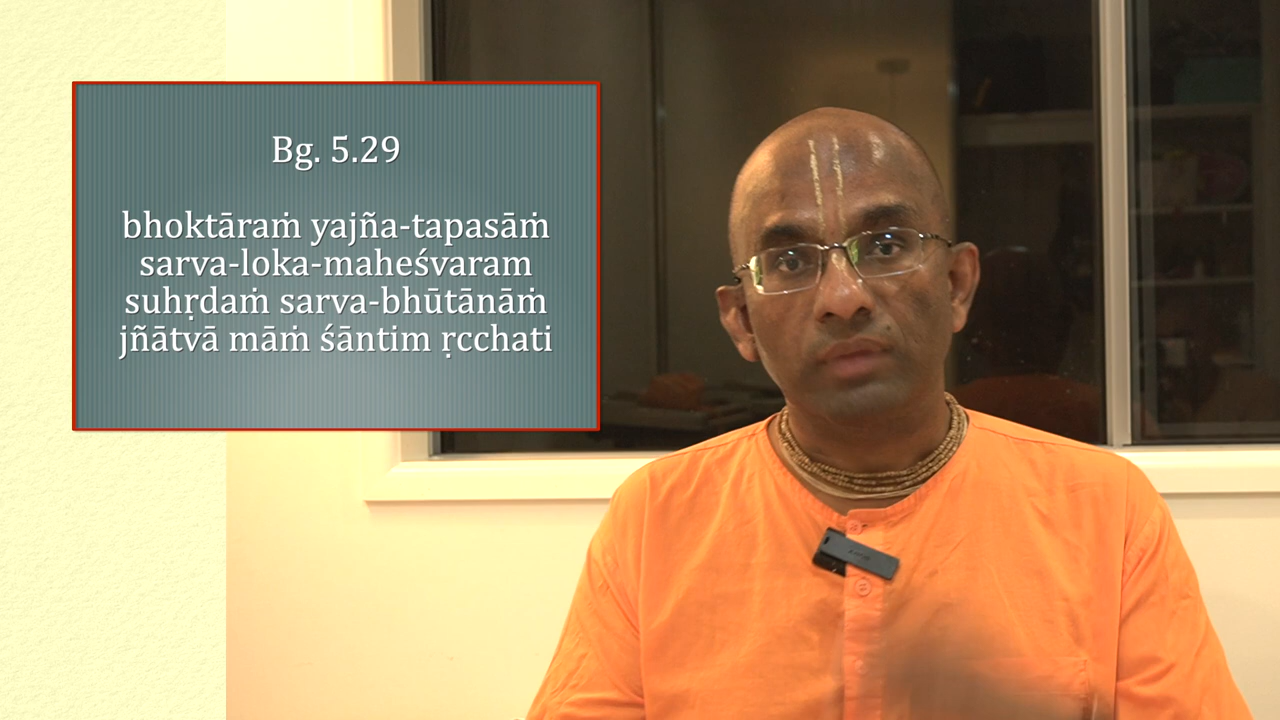 Bg. 5.29
bhoktāraṁ yajña-tapasāṁ
sarva-loka-maheśvaram
suhṛdaṁ sarva-bhūtānāṁ
jñātvā māṁ śāntim ṛcchati